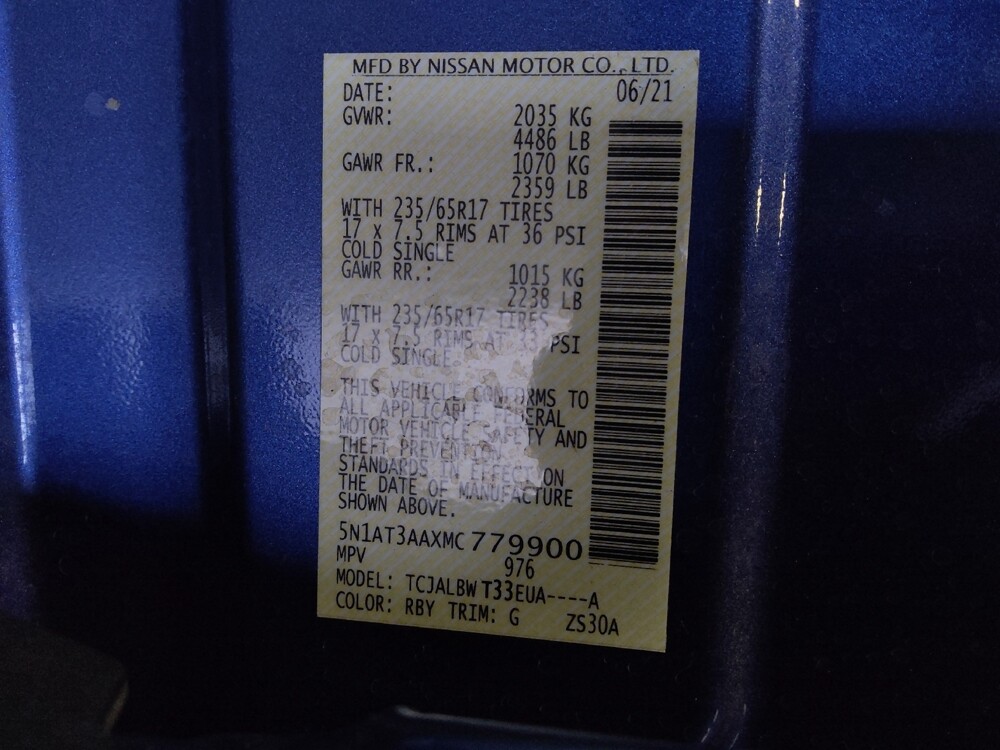 MFD BY NISSAN MOTOR CO., LTD.
DATE: 06/21
GVWR: 2035 KG
4486 LB
GAWR FR.: 1070 KG
2359 LB
WITH 235/65R17 TIRES
17 x 7.5 RIMS AT 36 PSI
COLD SINGLE
GAWR RR.: 1015 KG
2238 LB
WITH 235/65R17 TIRES
17 x 7.5 RIMS AT 33 PSI
COLD SINGLE
THIS VEHICLE CONFORMS TO
ALL APPLICABLE FEDERAL
MOTOR VEHICLE SAFETY AND
THEFT PREVENTION
STANDARDS IN EFFECT ON
THE DATE OF MANUFACTURE
SHOWN ABOVE.
5N1AT3AAXMC779900
MPV 976
MODEL: TCJALBWT33EUA----A
COLOR: RBY TRIM: G ZS30A